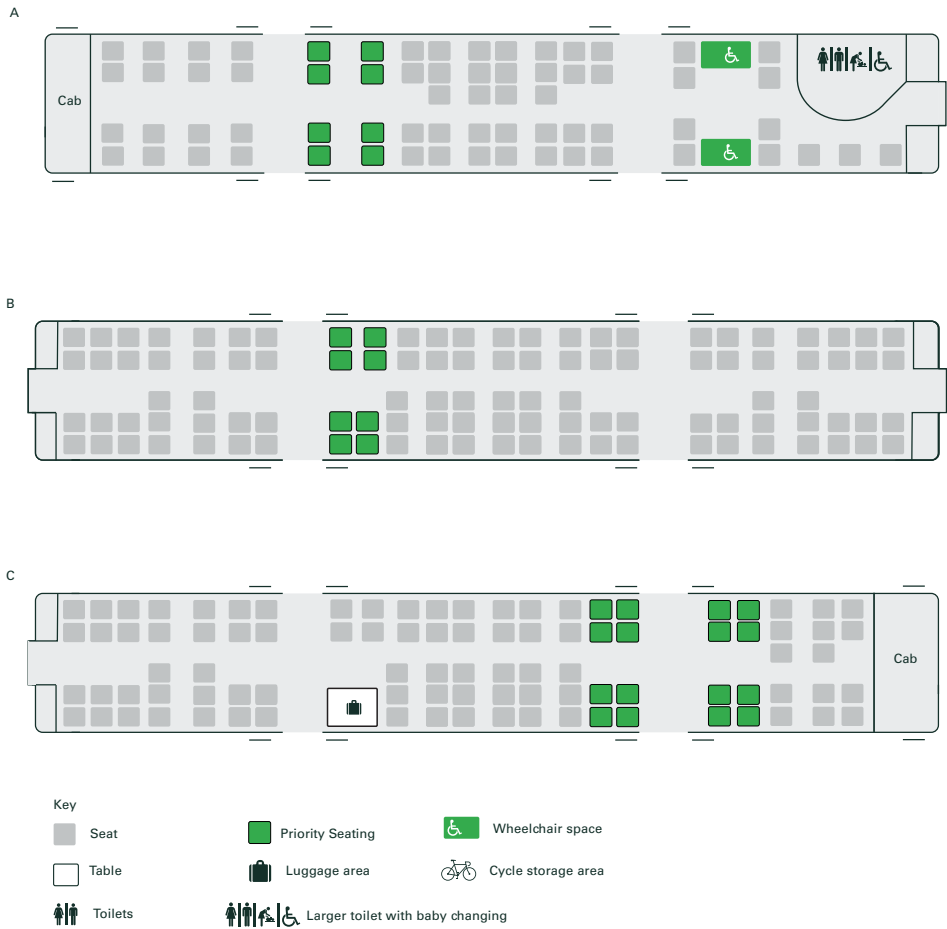 A
Cab
B
C
Cab
Key
Seat
Priority Seating
Wheelchair space
Table
Luggage area
Cycle storage area
Toilets
Larger toilet with baby changing